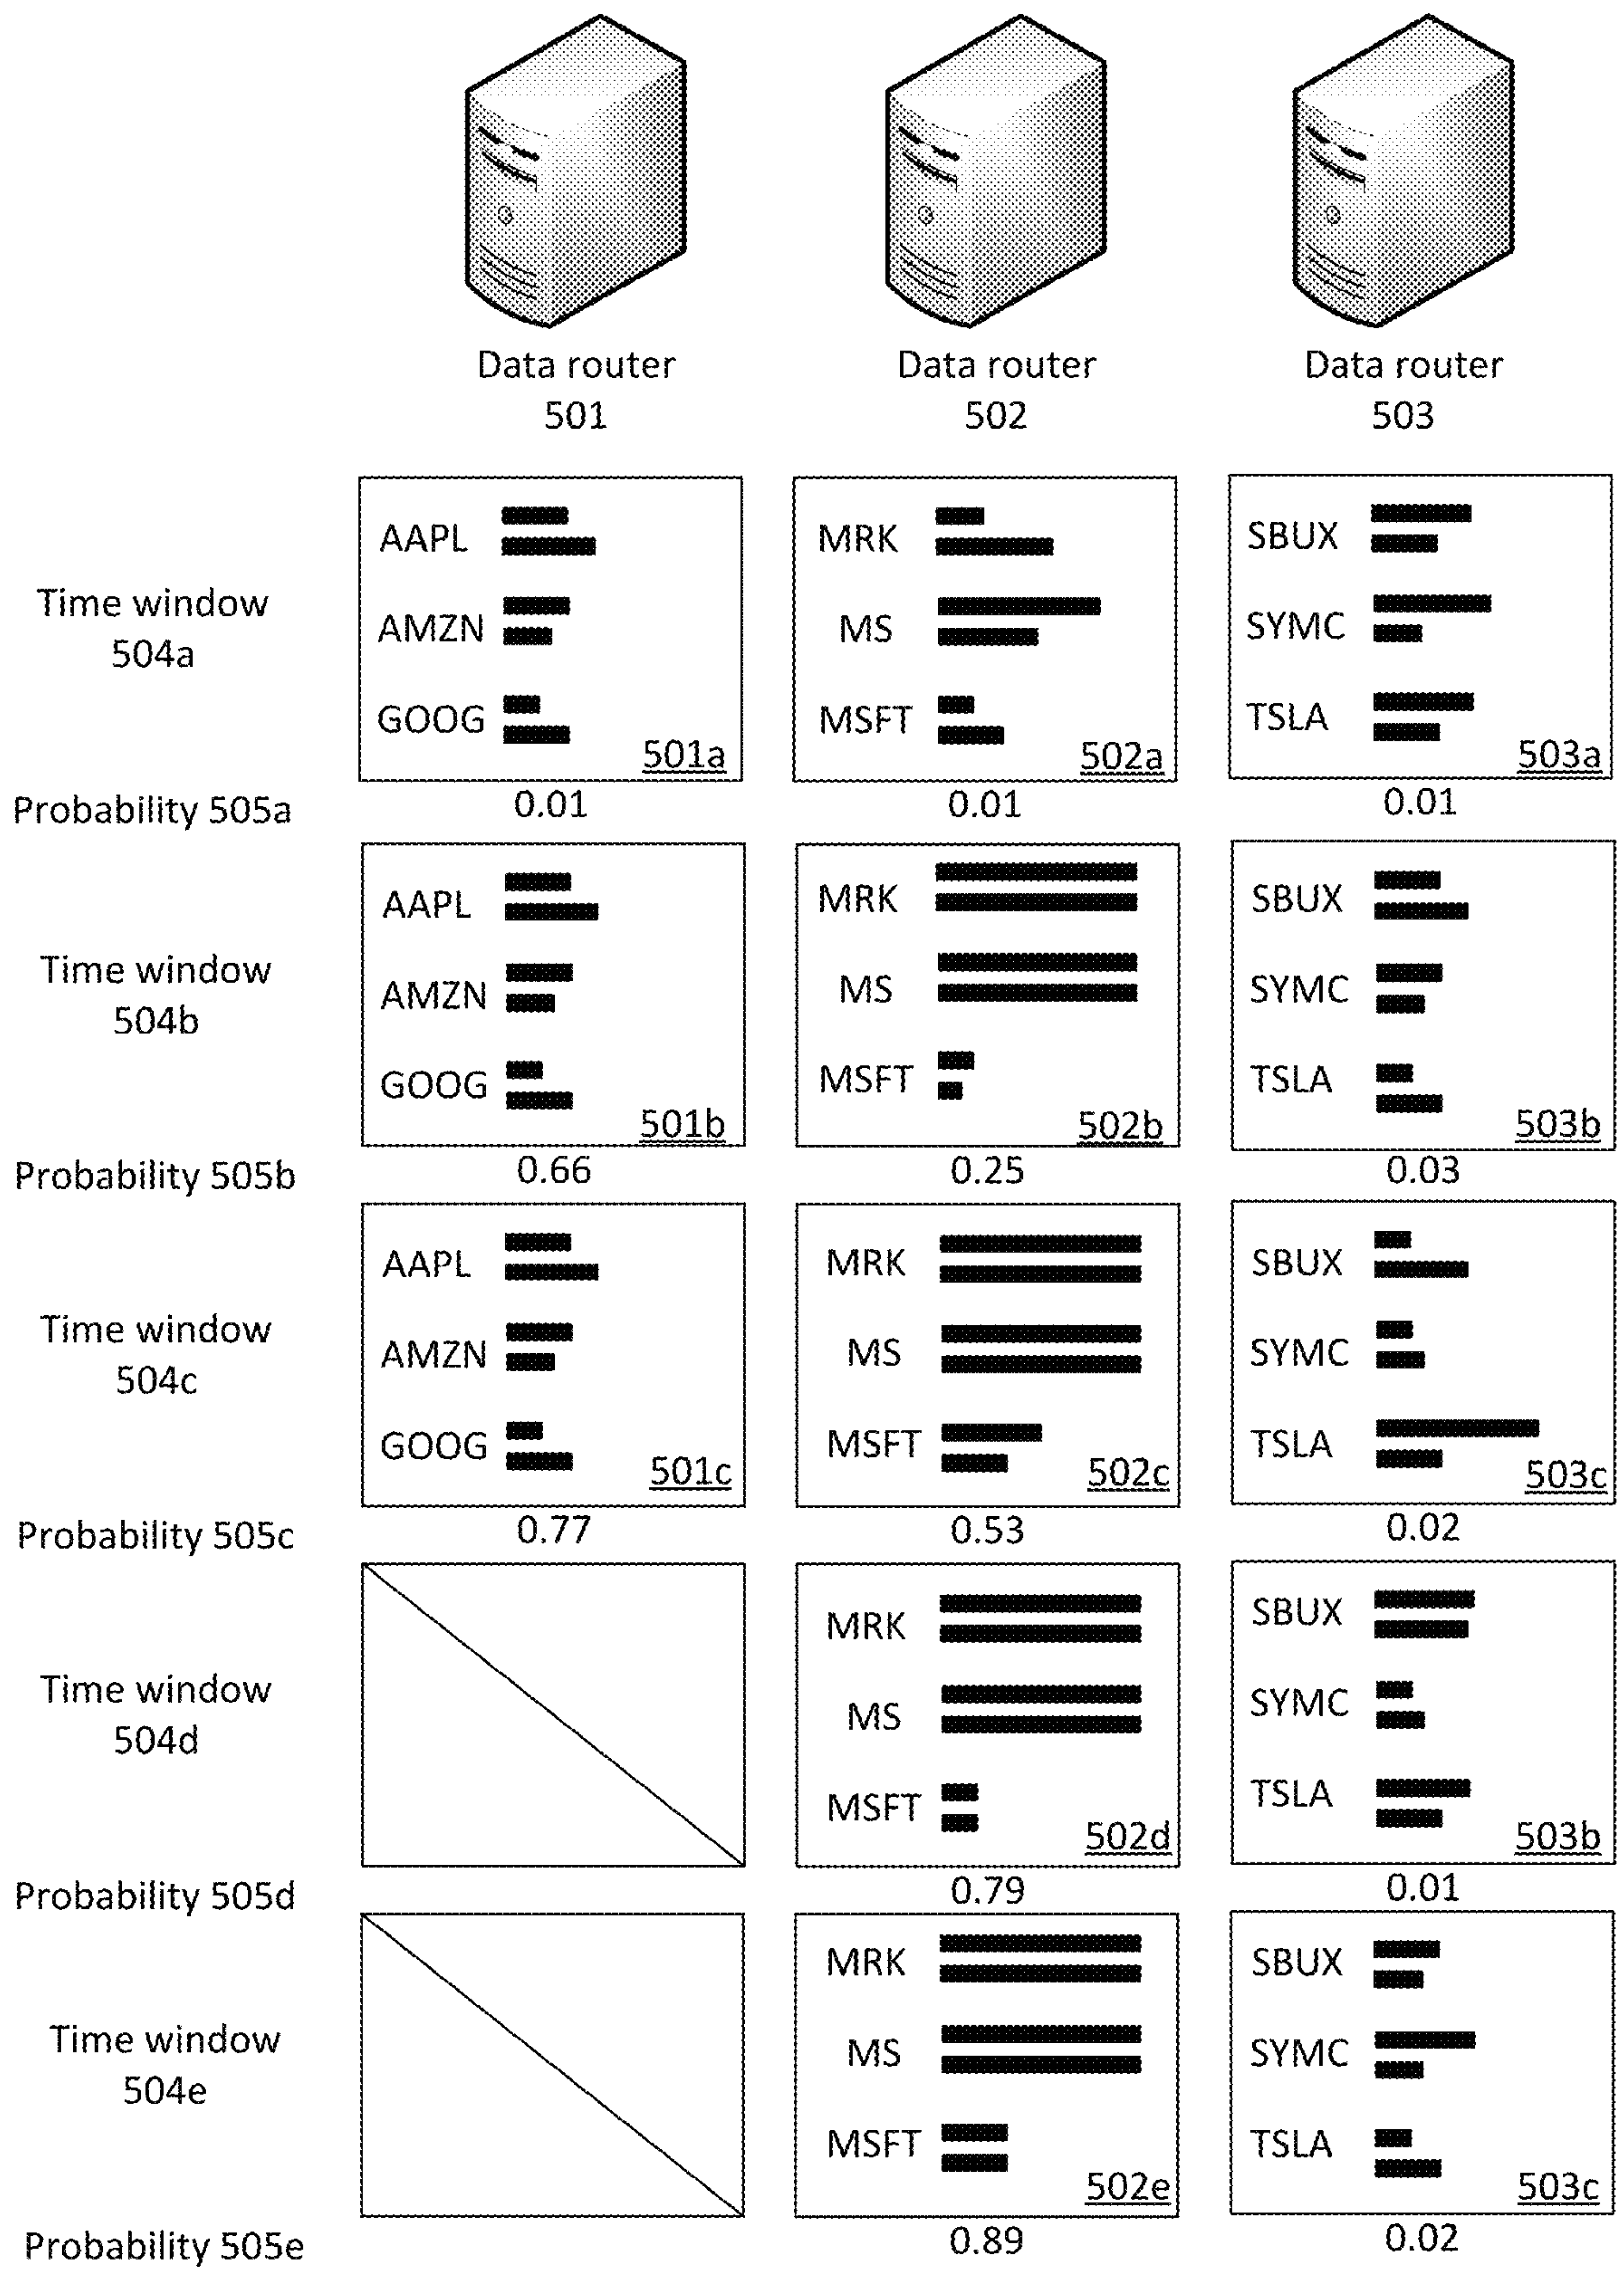 Data router
501
Data router
502
Data router
503
Time window
504a
AAPL
AMZN
GOOG
501a
MRK
MS
MSFT
502a
SBUX
SYMC
TSLA
503a
Probability 505a
0.01
0.01
0.01
Time window
504b
AAPL
AMZN
GOOG
501b
MRK
MS
MSFT
502b
SBUX
SYMC
TSLA
503b
Probability 505b
0.66
0.25
0.03
Time window
504c
AAPL
AMZN
GOOG
501c
MRK
MS
MSFT
502c
SBUX
SYMC
TSLA
503c
Probability 505c
0.77
0.53
0.02
Time window
504d
MRK
MS
MSFT
502d
SBUX
SYMC
TSLA
503b
Probability 505d
0.79
0.01
Time window
504e
MRK
MS
MSFT
502e
SBUX
SYMC
TSLA
503c
Probability 505e
0.89
0.02